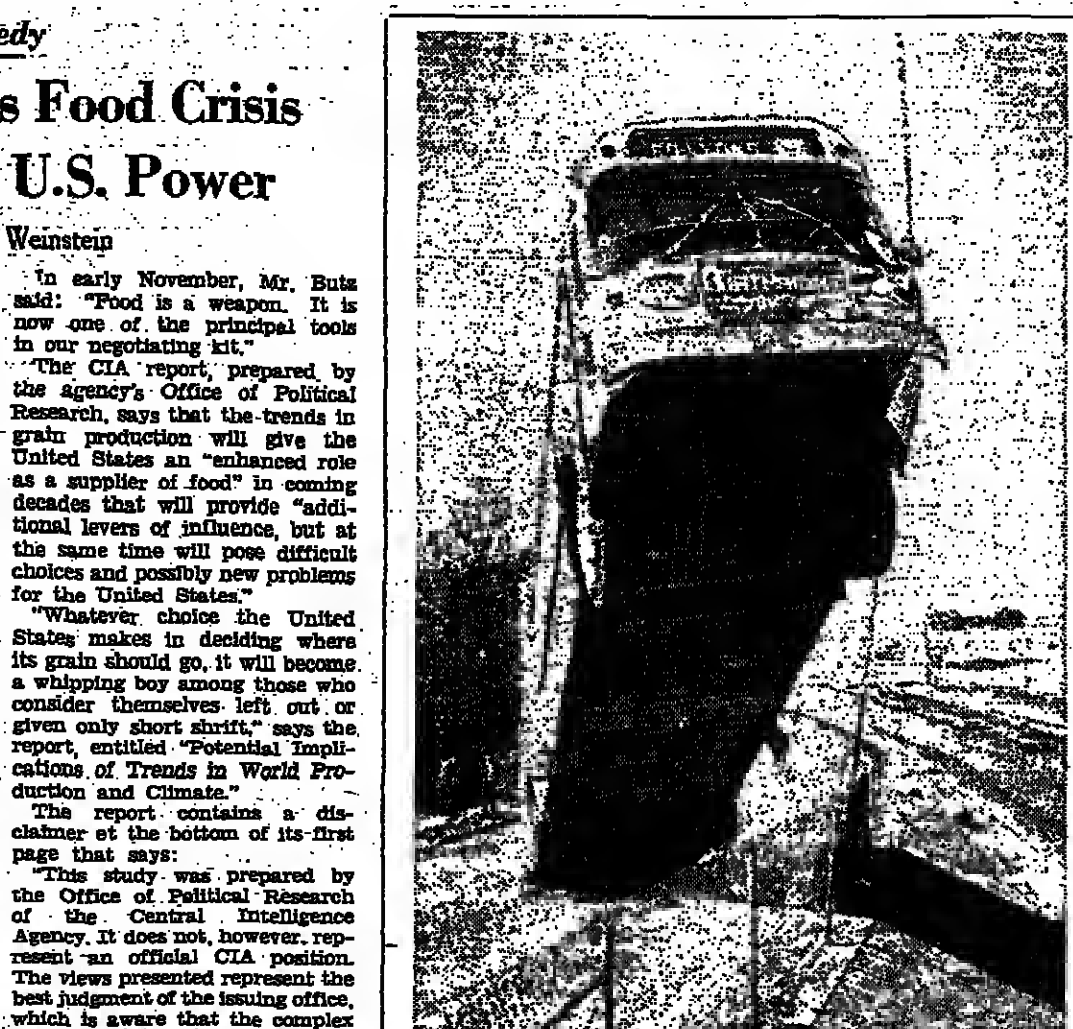 edy
s Food Crisis
U.S. Power
Weinstein
In early November, Mr. Butz
said: "Food is a weapon. It is
now one of the principal tools
in our negotiating kit."
"The CIA report, prepared by
the agency's Office of Political
Research, says that the trends in
grain production will give the
United States an "enhanced role
as a supplier of food" in coming
decades that will provide "addi-
tional levers of influence, but at
the same time will pose difficult
choices and possibly new problems
for the United States."
"Whatever choice the United
States makes in deciding where
its grain should go, it will become
a whipping boy among those who
consider themselves left out or
given only short shrift," says the
report, entitled "Potential Impli-
cations of Trends in World Pro-
duction and Climate."
The report contains a dis-
claimer et the bottom of its first
page that says:
"This study was prepared by
the Office of Political Research
of the Central Intelligence
Agency. It does not, however, rep-
resent an official CIA position.
The views presented represent the
best judgment of the issuing office,
which is aware that the complex